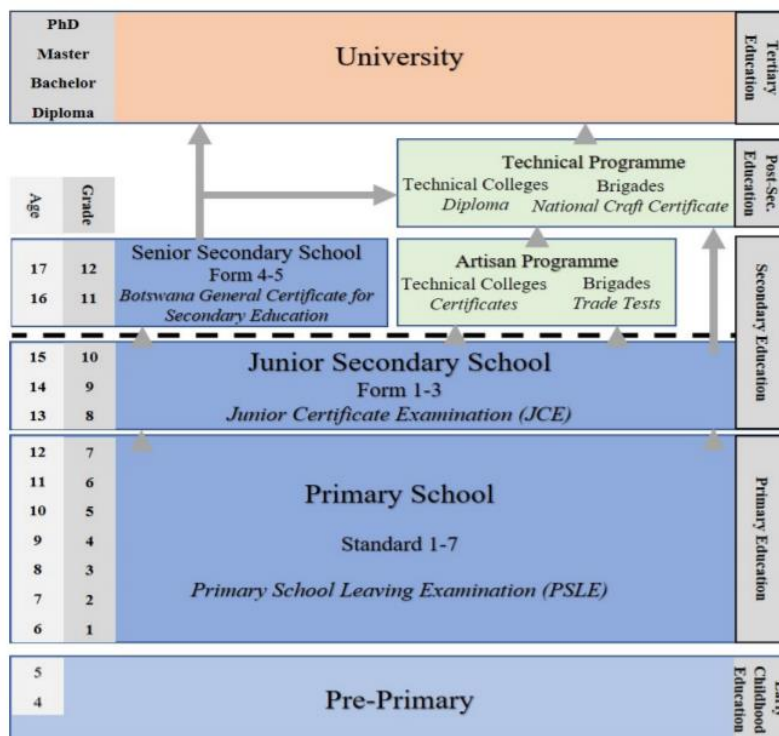 PhD
Master
Bachelor
Diploma
University
Tertiary
Education
Technical Programme
Technical Colleges
Diploma
Brigades
National Craft Certificate
Post-Sec.
Education
Age
Grade
17
12
16
11
Senior Secondary School
Form 4-5
Botswana General Certificate for
Secondary Education
Artisan Programme
Technical Colleges
Certificates
Brigades
Trade Tests
Secondary Education
15
10
14
9
13
8
Junior Secondary School
Form 1-3
Junior Certificate Examination (JCE)
12
7
11
6
10
5
9
4
8
3
7
2
6
1
Primary School
Standard 1-7
Primary School Leaving Examination (PSLE)
Primary Education
5
4
Pre-Primary
Early
Childhood
Education